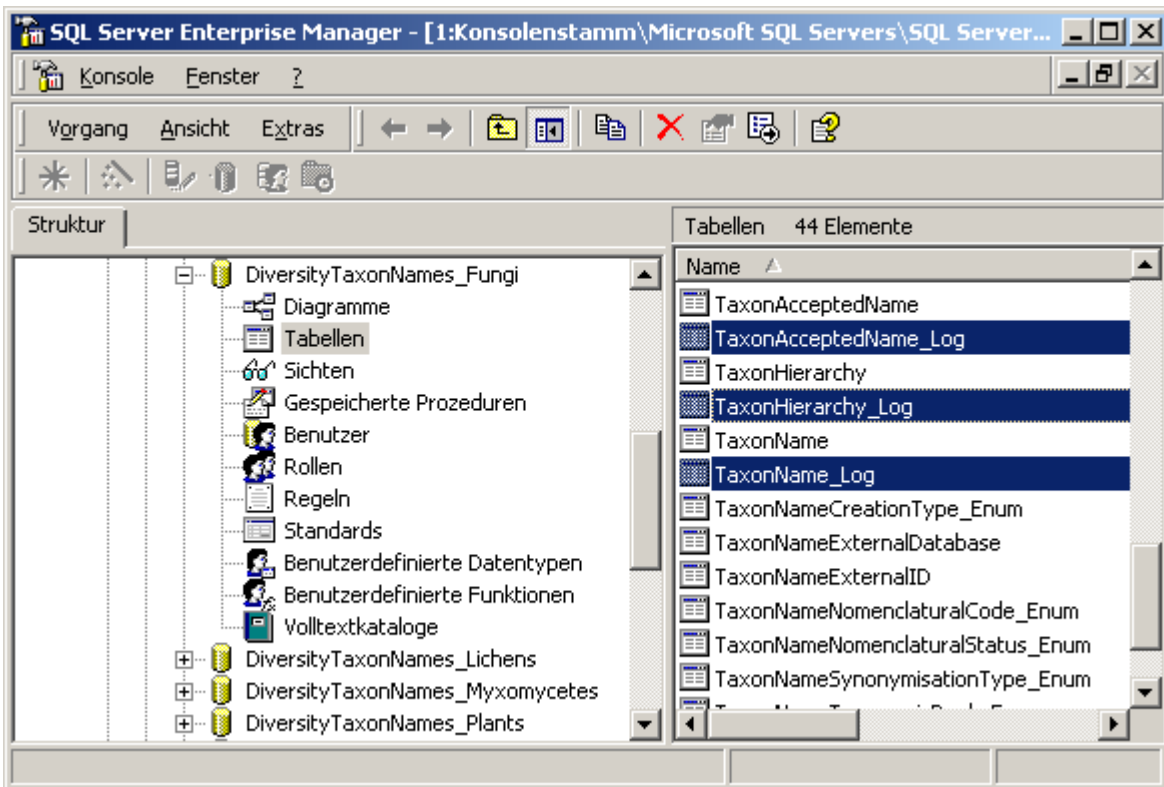 SQL Server Enterprise Manager - [1:Konsolenstamm\Microsoft SQL Servers\SQL Server...
Konsole Fenster ?
Vorgang Ansicht Extras
Struktur
DiversityTaxonNames_Fungi
Diagramme
Tabellen
Sichten
Gespeicherte Prozeduren
Benutzer
Rollen
Regeln
Standards
Benutzerdefinierte Datentypen
Benutzerdefinierte Funktionen
Volltextkataloge
DiversityTaxonNames_Lichens
DiversityTaxonNames_Myxomycetes
DiversityTaxonNames_Plants
Tabellen 44 Elemente
Name
TaxonAcceptedName
TaxonAcceptedName_Log
TaxonHierarchy
TaxonHierarchy_Log
TaxonName
TaxonName_Log
TaxonNameCreationType_Enum
TaxonNameExternalDatabase
TaxonNameExternalID
TaxonNameNomenclaturalCode_Enum
TaxonNameNomenclaturalStatus_Enum
TaxonNameSynonymisationType_Enum